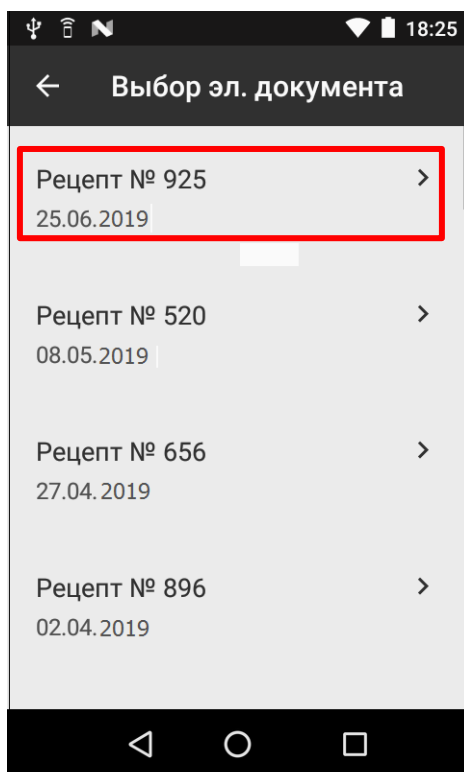 18:25
Выбор эл. документа
Рецепт № 925
25.06.2019
Рецепт № 520
08.05.2019
Рецепт № 656
27.04.2019
Рецепт № 896
02.04.2019